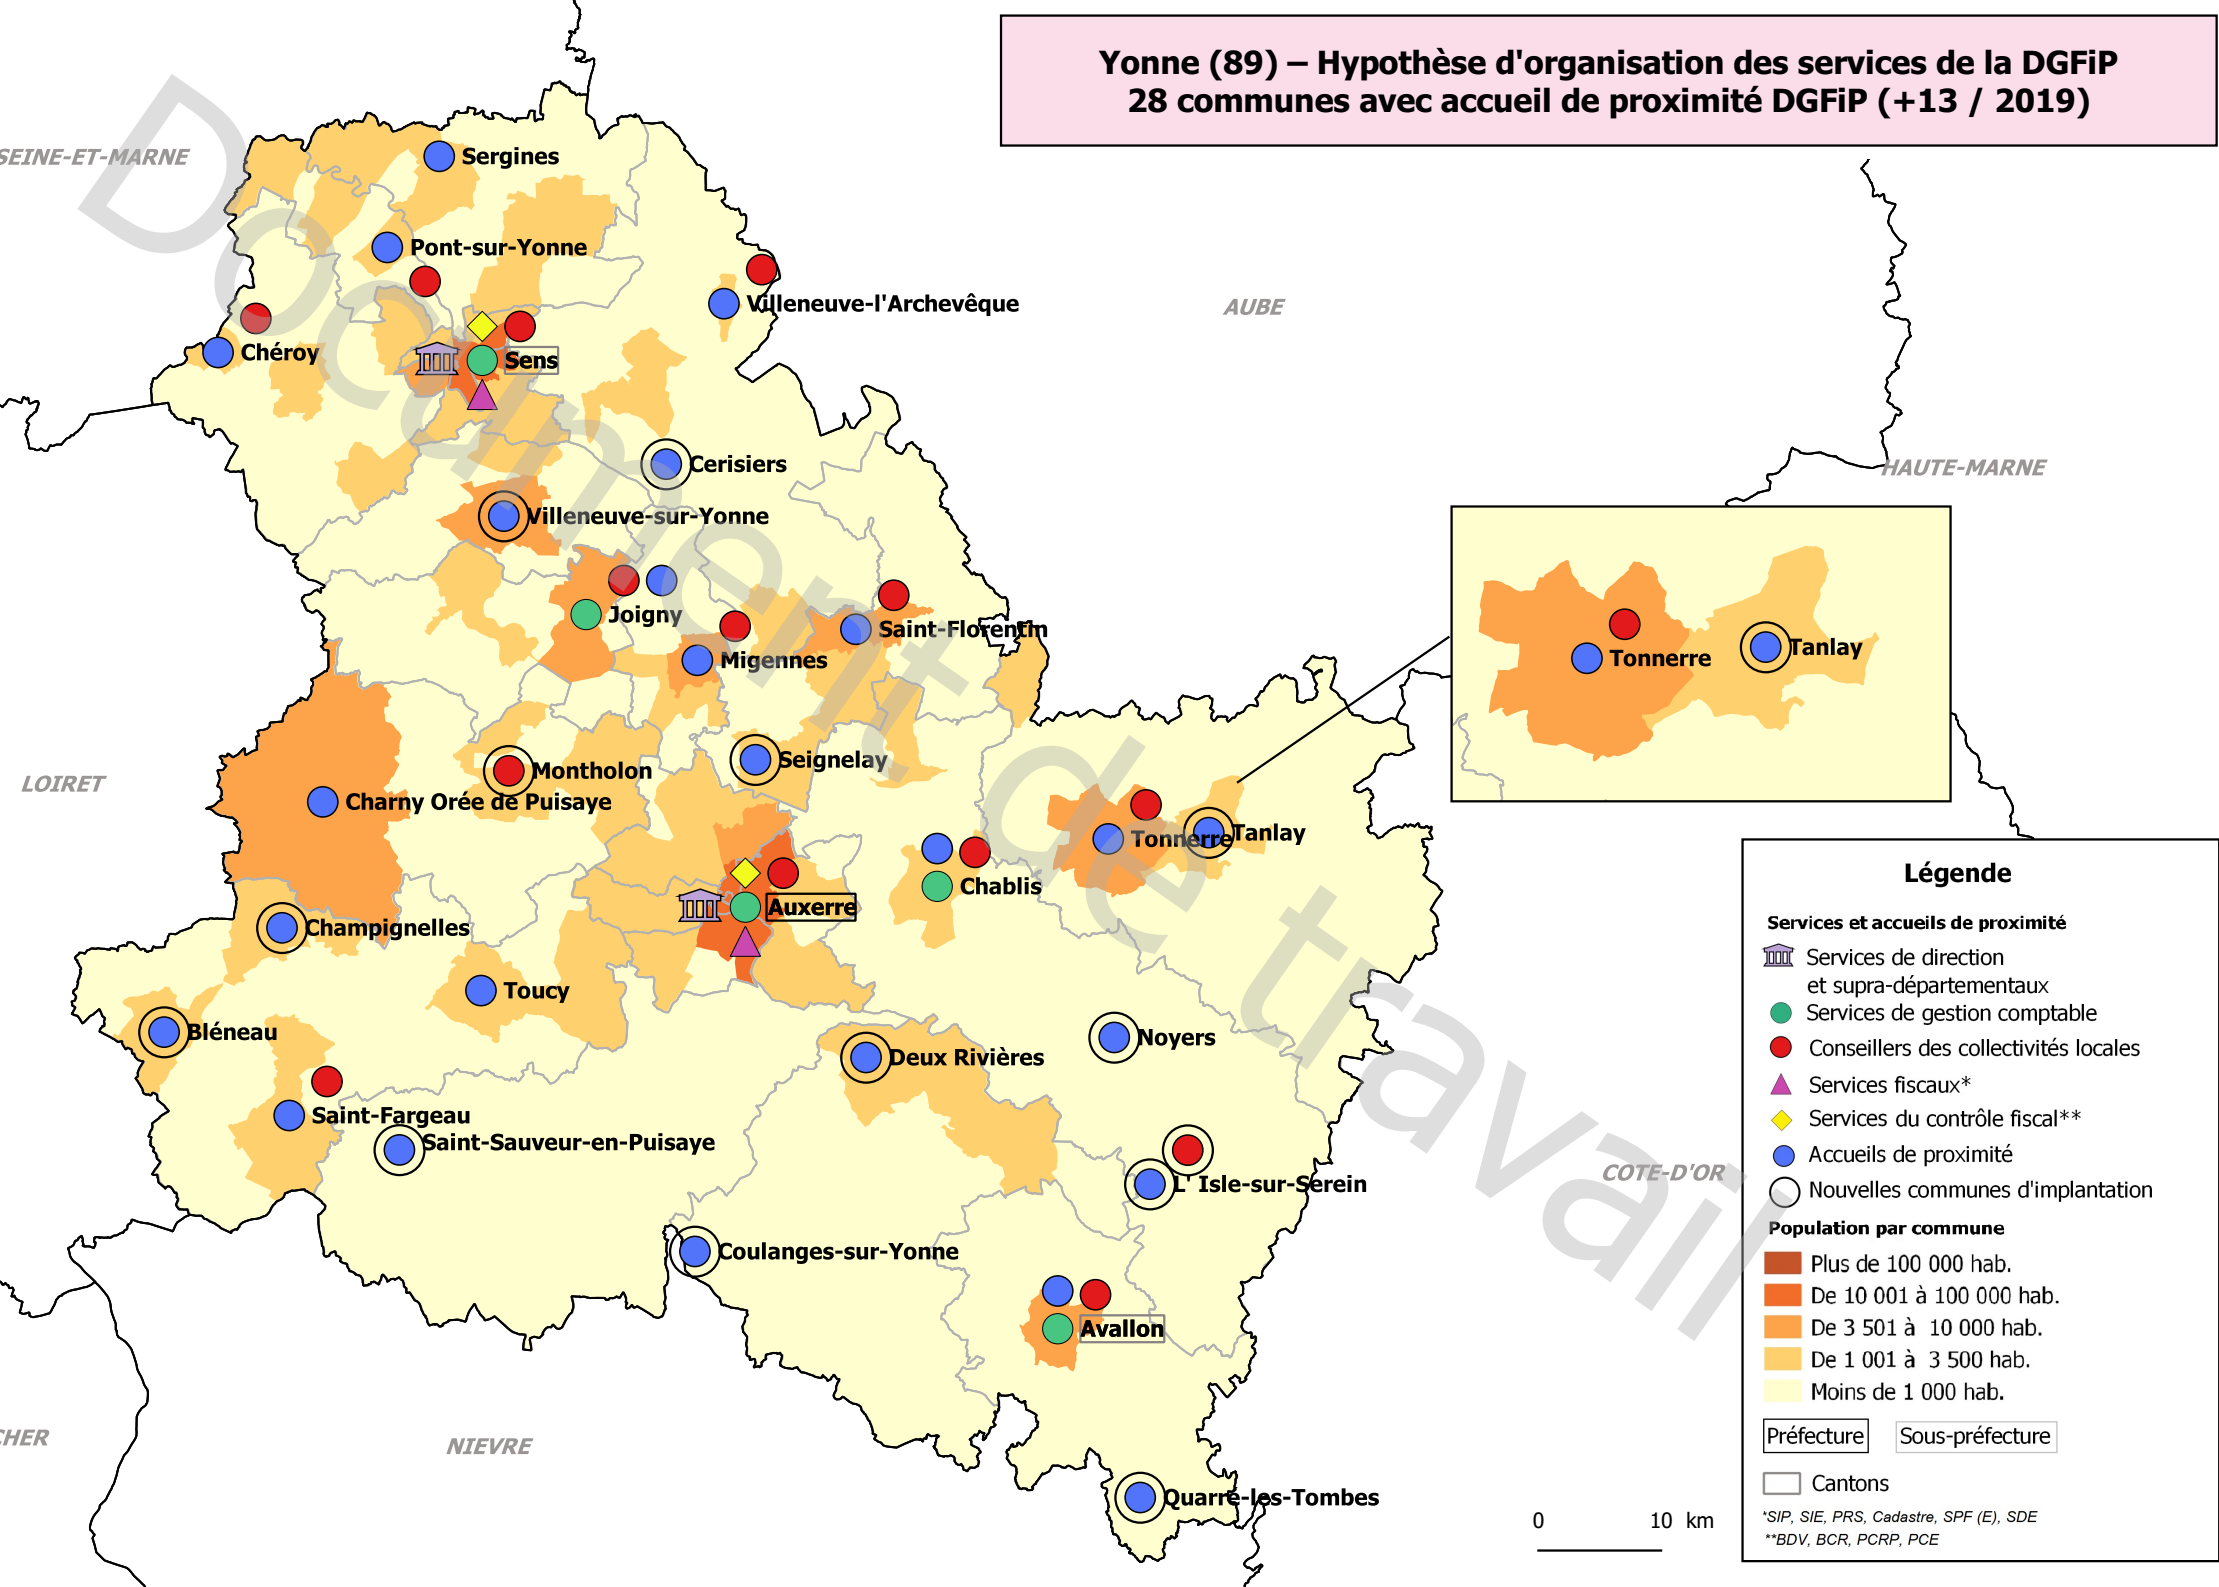 Yonne (89) – Hypothèse d'organisation des services de la DGFiP
28 communes avec accueil de proximité DGFiP (+13 / 2019)
SEINE-ET-MARNE
Sergines
Pont-sur-Yonne
Villeneuve-l'Archevêque
AUBE
Chéroy
Sens
Cerisiers
HAUTE-MARNE
Villeneuve-sur-Yonne
Joigny
Saint-Florentin
Migennes
Tonnerre
Tanlay
Seignelay
Montholon
LOIRET
Charny Orée de Puisaye
Tonnerre
Tanlay
Chablis
Auxerre
Champignelles
Toucy
Bléneau
Noyers
Deux Rivières
Saint-Fargeau
Saint-Sauveur-en-Puisaye
COTE-D'OR
L' Isle-sur-Serein
Coulanges-sur-Yonne
Avallon
CHER
NIEVRE
Quarré-les-Tombes
0 10 km
Document de travail
Légende
Services et accueils de proximité
Services de direction
et supra-départementaux
Services de gestion comptable
Conseillers des collectivités locales
Services fiscaux*
Services du contrôle fiscal**
Accueils de proximité
Nouvelles communes d'implantation
Population par commune
Plus de 100 000 hab.
De 10 001 à 100 000 hab.
De 3 501 à 10 000 hab.
De 1 001 à 3 500 hab.
Moins de 1 000 hab.
Préfecture
Sous-préfecture
Cantons
*SIP, SIE, PRS, Cadastre, SPF (E), SDE
**BDV, BCR, PCRP, PCE